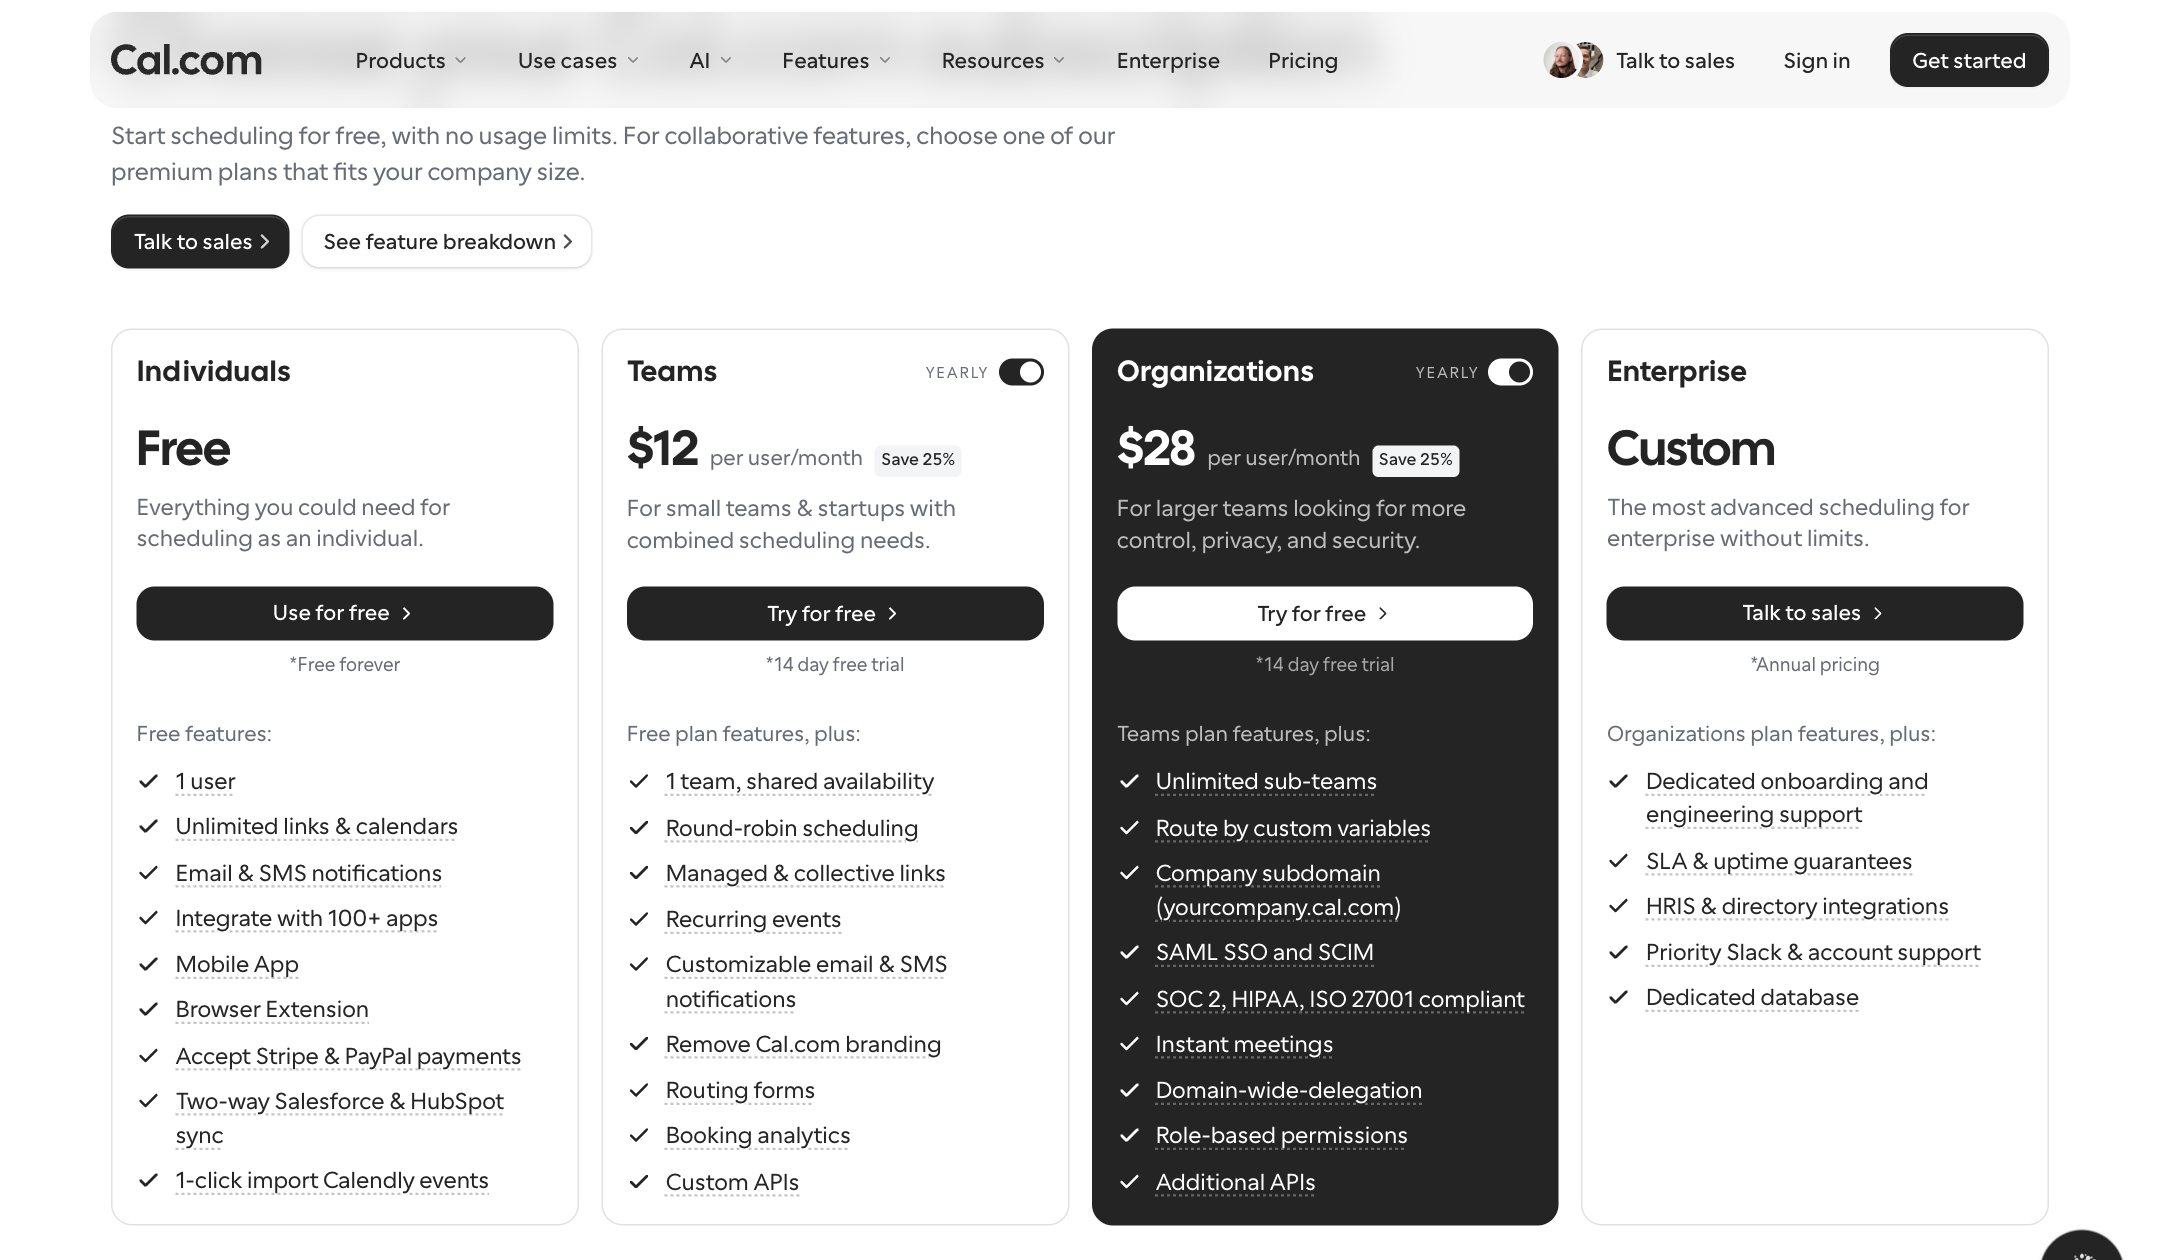 Cal.com
Products
Use cases
AI
Features
Resources
Enterprise
Pricing
Talk to sales
Sign in
Get started
Start scheduling for free, with no usage limits. For collaborative features, choose one of our
premium plans that fits your company size.
Talk to sales
See feature breakdown
Individuals
Free
Everything you could need for
scheduling as an individual.
Use for free
*Free forever
Free features:
1 user
Unlimited links & calendars
Email & SMS notifications
Integrate with 100+ apps
Mobile App
Browser Extension
Accept Stripe & PayPal payments
Two-way Salesforce & HubSpot
sync
1-click import Calendly events
Teams
YEARLY
$12 per user/month Save 25%
For small teams & startups with
combined scheduling needs.
Try for free
*14 day free trial
Free plan features, plus:
1 team, shared availability
Round-robin scheduling
Managed & collective links
Recurring events
Customizable email & SMS
notifications
Remove Cal.com branding
Routing forms
Booking analytics
Custom APIs
Organizations
YEARLY
$28 per user/month Save 25%
For larger teams looking for more
control, privacy, and security.
Try for free
*14 day free trial
Teams plan features, plus:
Unlimited sub-teams
Route by custom variables
Company subdomain
(yourcompany.cal.com)
SAML SSO and SCIM
SOC 2, HIPAA, ISO 27001 compliant
Instant meetings
Domain-wide-delegation
Role-based permissions
Additional APIs
Enterprise
Custom
The most advanced scheduling for
enterprise without limits.
Talk to sales
*Annual pricing
Organizations plan features, plus:
Dedicated onboarding and
engineering support
SLA & uptime guarantees
HRIS & directory integrations
Priority Slack & account support
Dedicated database